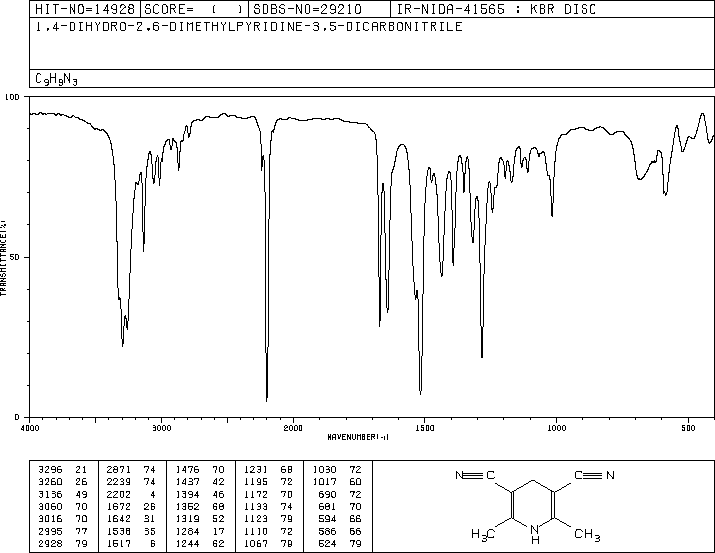 HIT-NO=14928 SCORE= ( ) SDBS-NO=29210 IR-NIDA-41565 : KBR DISC
1,4-DIHYDRO-2,6-DIMETHYLPYRIDINE-3,5-DICARBONITRILE
C9H9N3
100
TRANSMITTANCE(%)
50
0
4000 3000 2000 1500 1000 500
WAVENUMBER(-1)
3296 21 2871 74 1476 70 1231 68 1030 72
3260 26 2239 74 1437 42 1195 72 1017 60
3136 49 2202 4 1394 46 1172 70 690 72
3060 70 1672 26 1352 68 1133 74 681 70
3016 70 1642 31 1319 52 1123 79 594 66
2995 77 1538 35 1284 17 1110 72 586 66
2928 79 1517 6 1244 62 1067 79 524 79
N C C N
H3C N H CH3